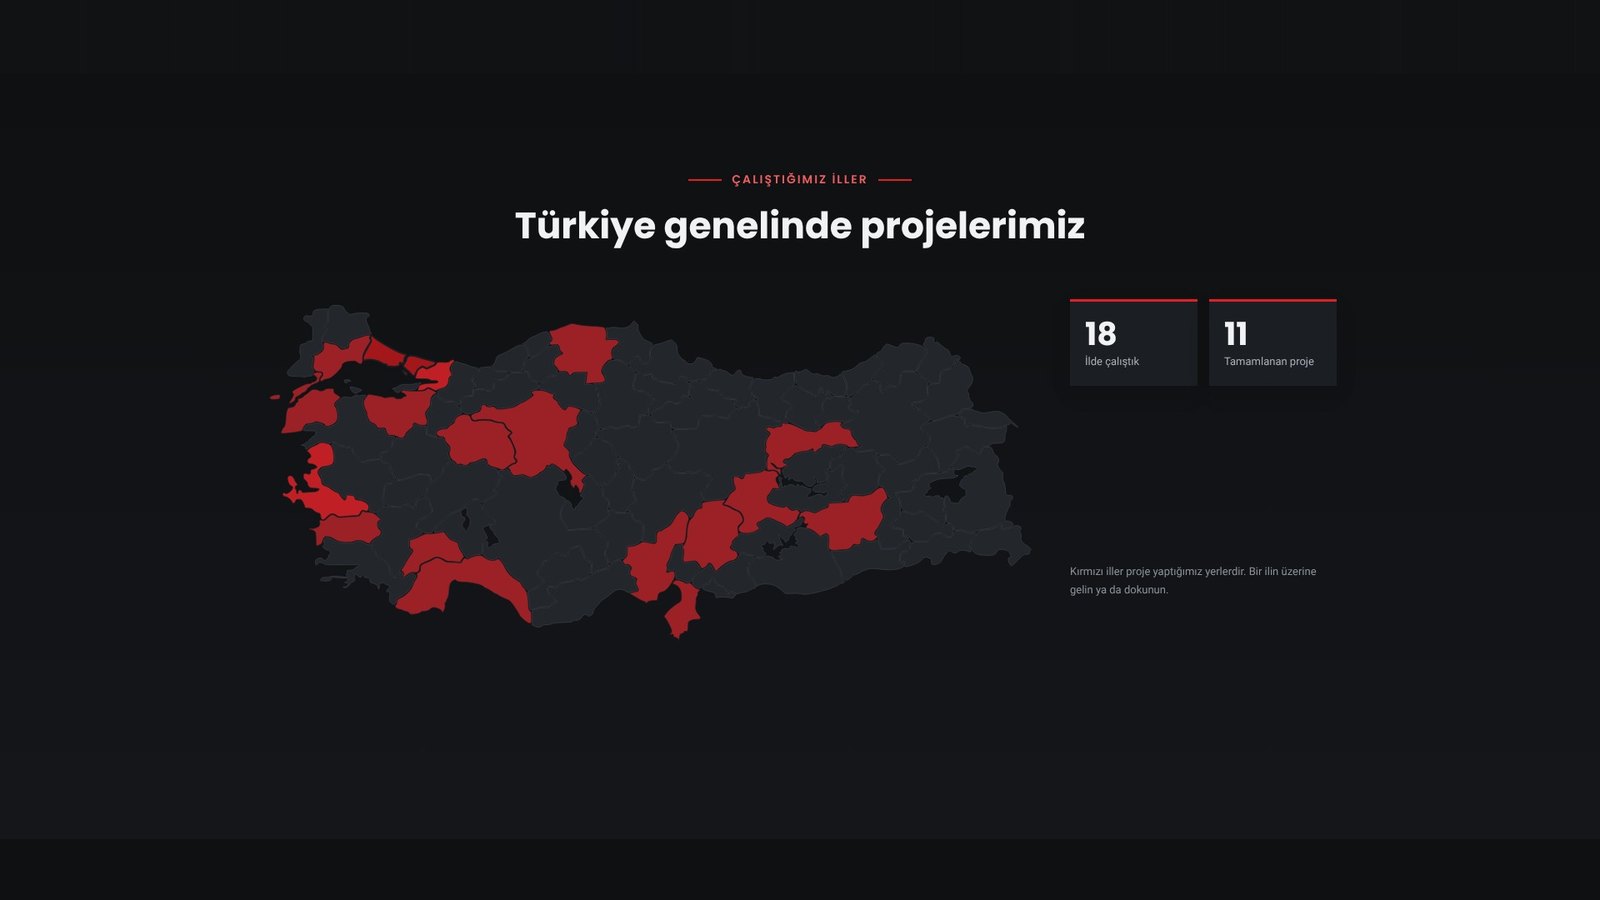 ÇALIŞTIĞIMIZ İLLER
Türkiye genelinde projelerimiz
18
İlde çalıştık
11
Tamamlanan proje
Kırmızı iller proje yaptığımız yerlerdir. Bir ilin üzerine
gelin ya da dokunun.